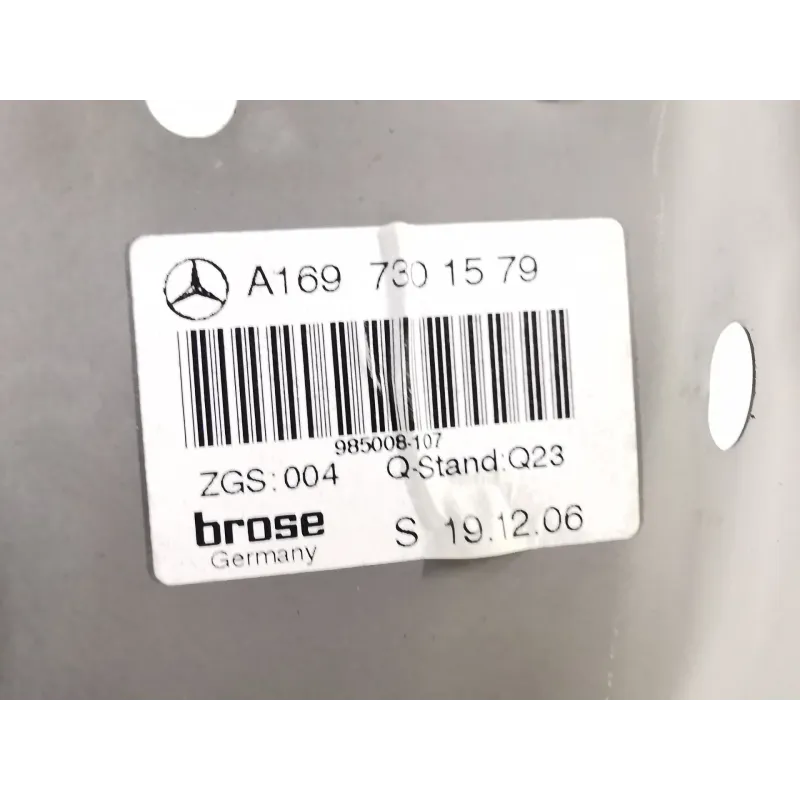 A169 730 15 79
985008-107
ZGS:004 Q-Stand:Q23
brose S 19.12.06
Germany